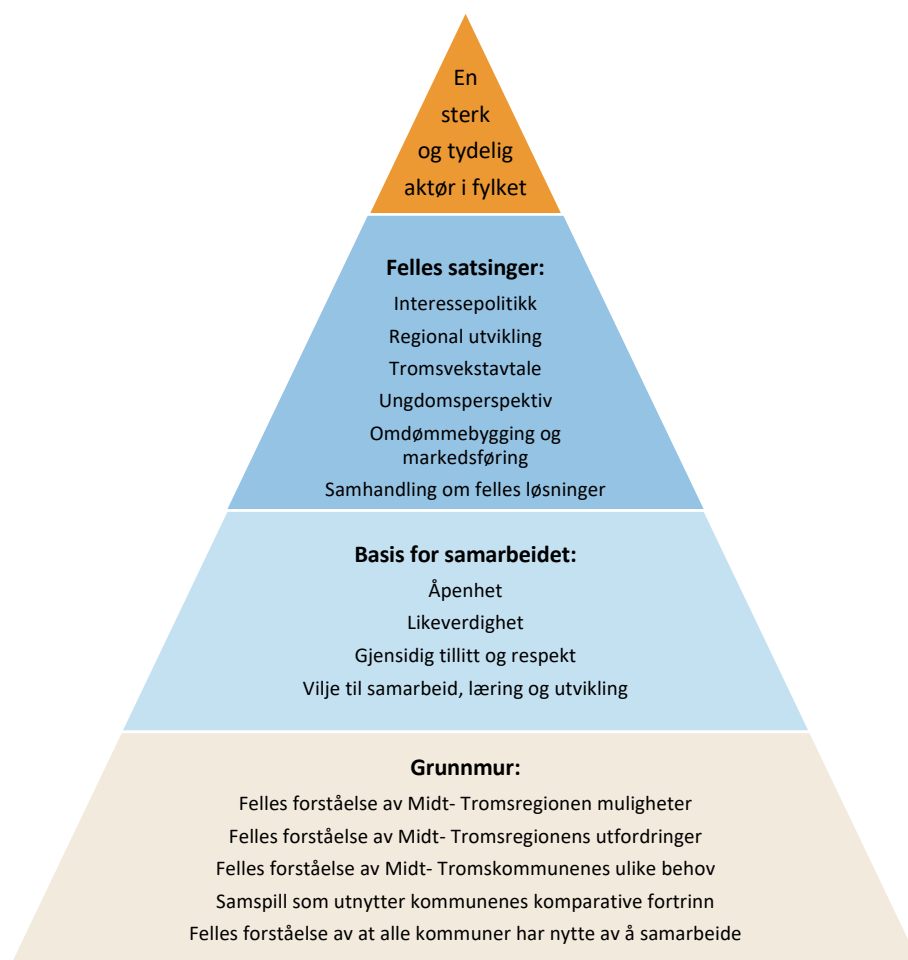 En
sterk
og tydelig
aktør i fylket
Felles satsinger:
Interessepolitikk
Regional utvikling
Tromsvekstavtale
Ungdomsperspektiv
Omdømmebygging og
markedsføring
Samhandling om felles løsninger
Basis for samarbeidet:
Åpenhet
Likeverdighet
Gjensidig tillitt og respekt
Vilje til samarbeid, læring og utvikling
Grunnmur:
Felles forståelse av Midt- Tromsregionen muligheter
Felles forståelse av Midt- Tromsregionens utfordringer
Felles forståelse av Midt- Tromskommunenes ulike behov
Samspill som utnytter kommunenes komparative fortrinn
Felles forståelse av at alle kommuner har nytte av å samarbeide